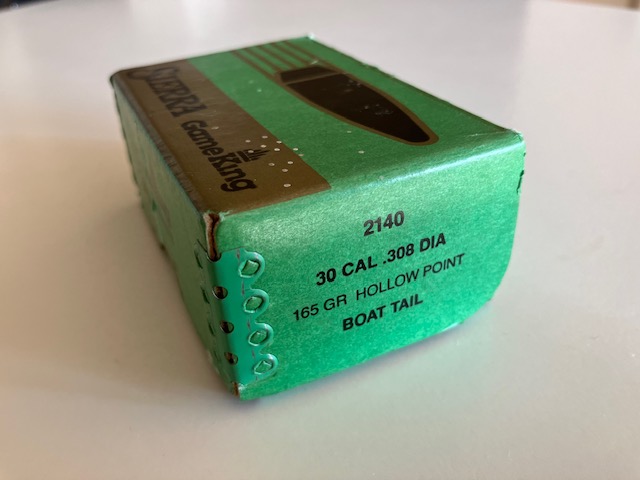 SIERRA
GameKing
2140
30 CAL .308 DIA
165 GR HOLLOW POINT
BOAT TAIL